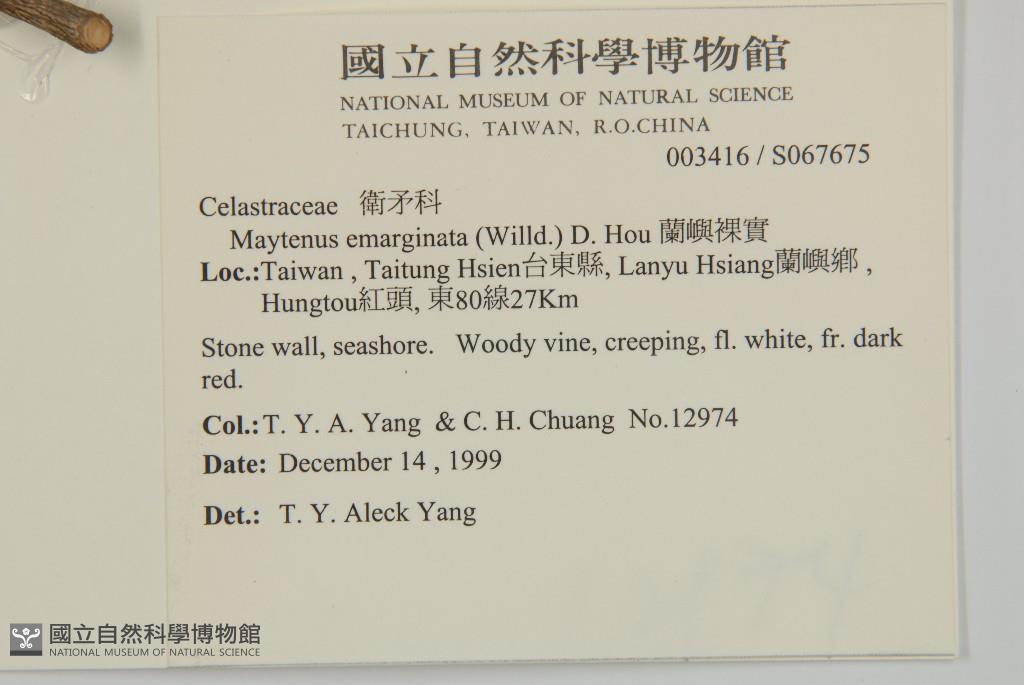 國立自然科學博物館
NATIONAL MUSEUM OF NATURAL SCIENCE
TAICHUNG, TAIWAN, R.O.CHINA
003416 / S067675
Celastraceae 衛矛科
Maytenus emarginata (Willd.) D. Hou 蘭嶼裸實
Loc.:Taiwan , Taitung Hsien台東縣, Lanyu Hsiang蘭嶼鄉 ,
Hungtou紅頭, 東80線27Km
Stone wall, seashore. Woody vine, creeping, fl. white, fr. dark
red.
Col.:T. Y. A. Yang & C. H. Chuang No.12974
Date: December 14 , 1999
Det.: T. Y. Aleck Yang
國立自然科學博物館
NATIONAL MUSEUM OF NATURAL SCIENCE